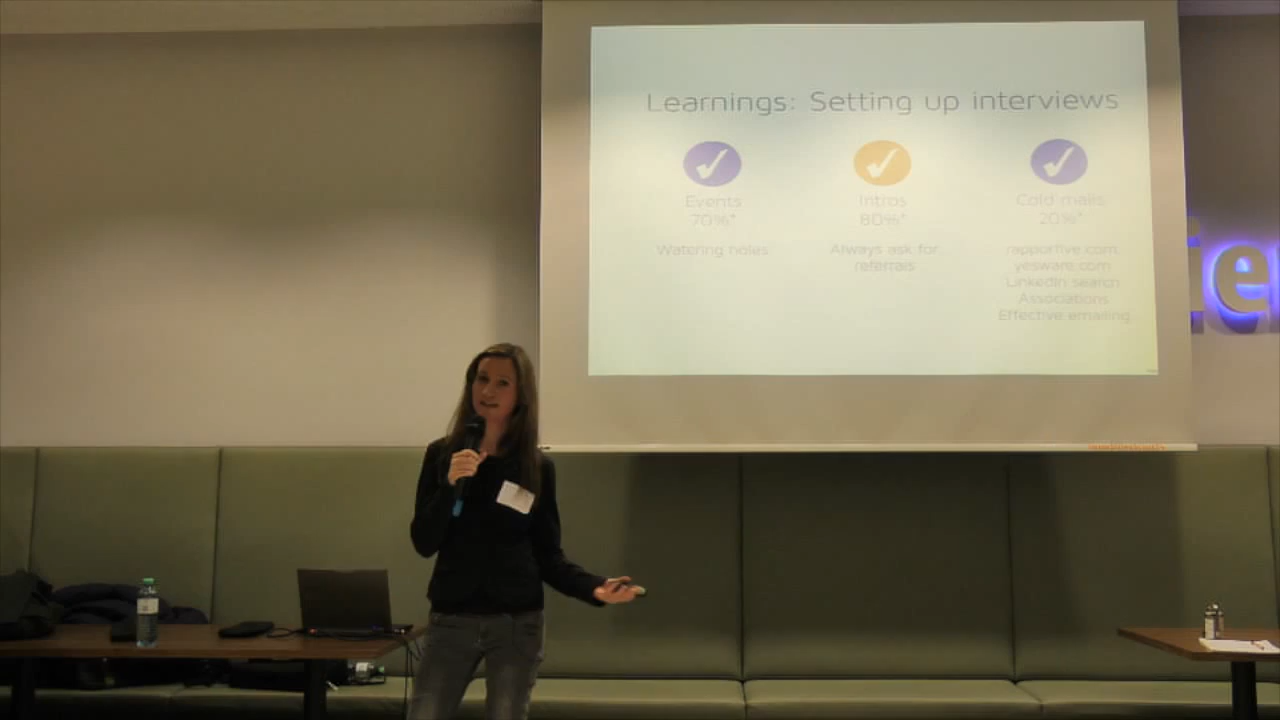 Learnings: Setting up interviews
Events
70%*
Watering holes
Intros
80%*
Always ask for
referrals
Cold mails
20%*
rapportive.com
yesware.com
LinkedIn search
Associations
Effective emailing
ie